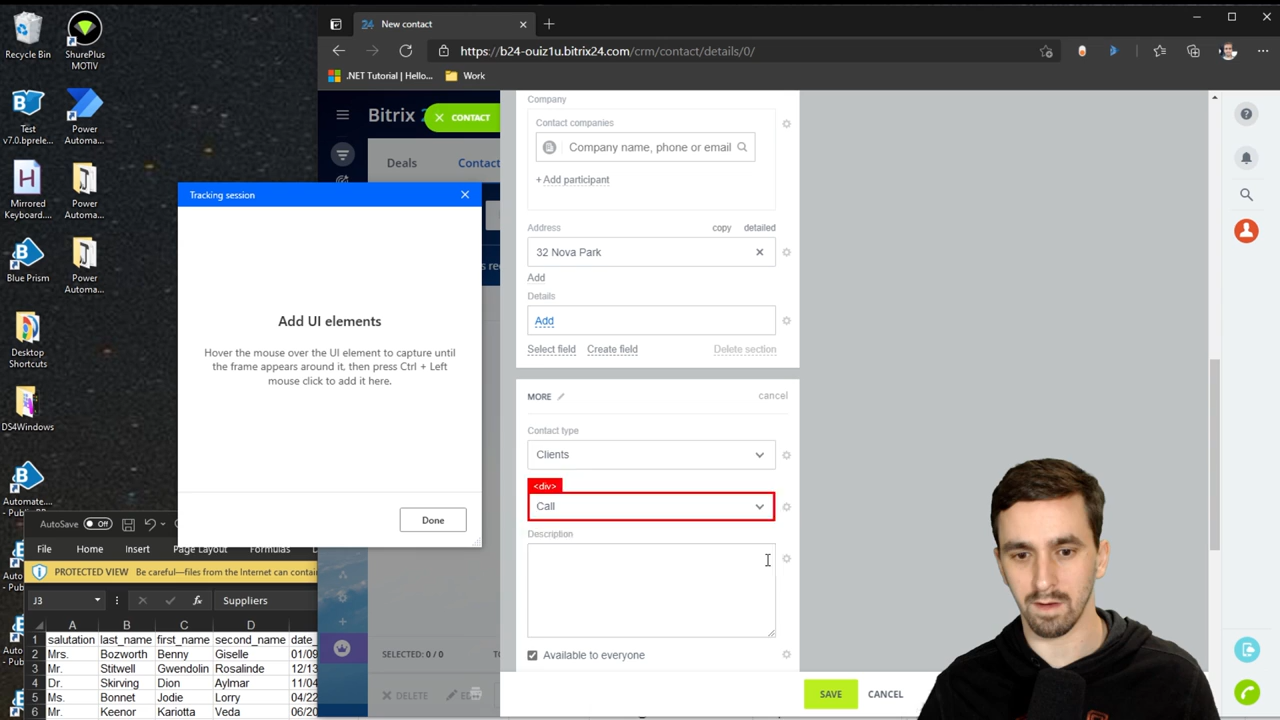 Recycle Bin
ShurePlus
MOTIV
Test
v7.0.bprele...
Power
Automa...
Mirrored
Keyboard....
Power
Automa...
Blue Prism
Power
Automa...
Desktop
Shortcuts
DS4Windows
Automate...
24 New contact
https://b24-ouiz1u.bitrix24.com/crm/contact/details/0/
.NET Tutorial | Hello...
Work
Bitrix
CONTACT
Deals
Contac
Tracking session
Add UI elements
Hover the mouse over the UI element to capture until
the frame appears around it, then press Ctrl + Left
mouse click to add it here.
Done
Company
Contact companies
Company name, phone or email
+ Add participant
Address
copy
detailed
32 Nova Park
Add
Details
Add
Select field
Create field
Delete section
MORE
cancel
Contact type
Clients
<div>
Call
Description
Available to everyone
SELECTED: 0 / 0
DELETE
SAVE
CANCEL
AutoSave
Off
File
Home
Insert
Page Layout
Formulas
PROTECTED VIEW
Be careful—files from the Internet can contain
J3
fx
Suppliers
A B C D
1 salutation last_name first_name second_name date_
2 Mrs. Bozworth Benny Giselle 01/09
3 Mr. Stitwell Gwendolin Rosalinde 12/13
4 Dr. Skirving Dion Aylmar 11/04
5 Ms. Bonnet Jodie Lorry 04/22
6 Mr. Keenor Kariotta Veda 06/20